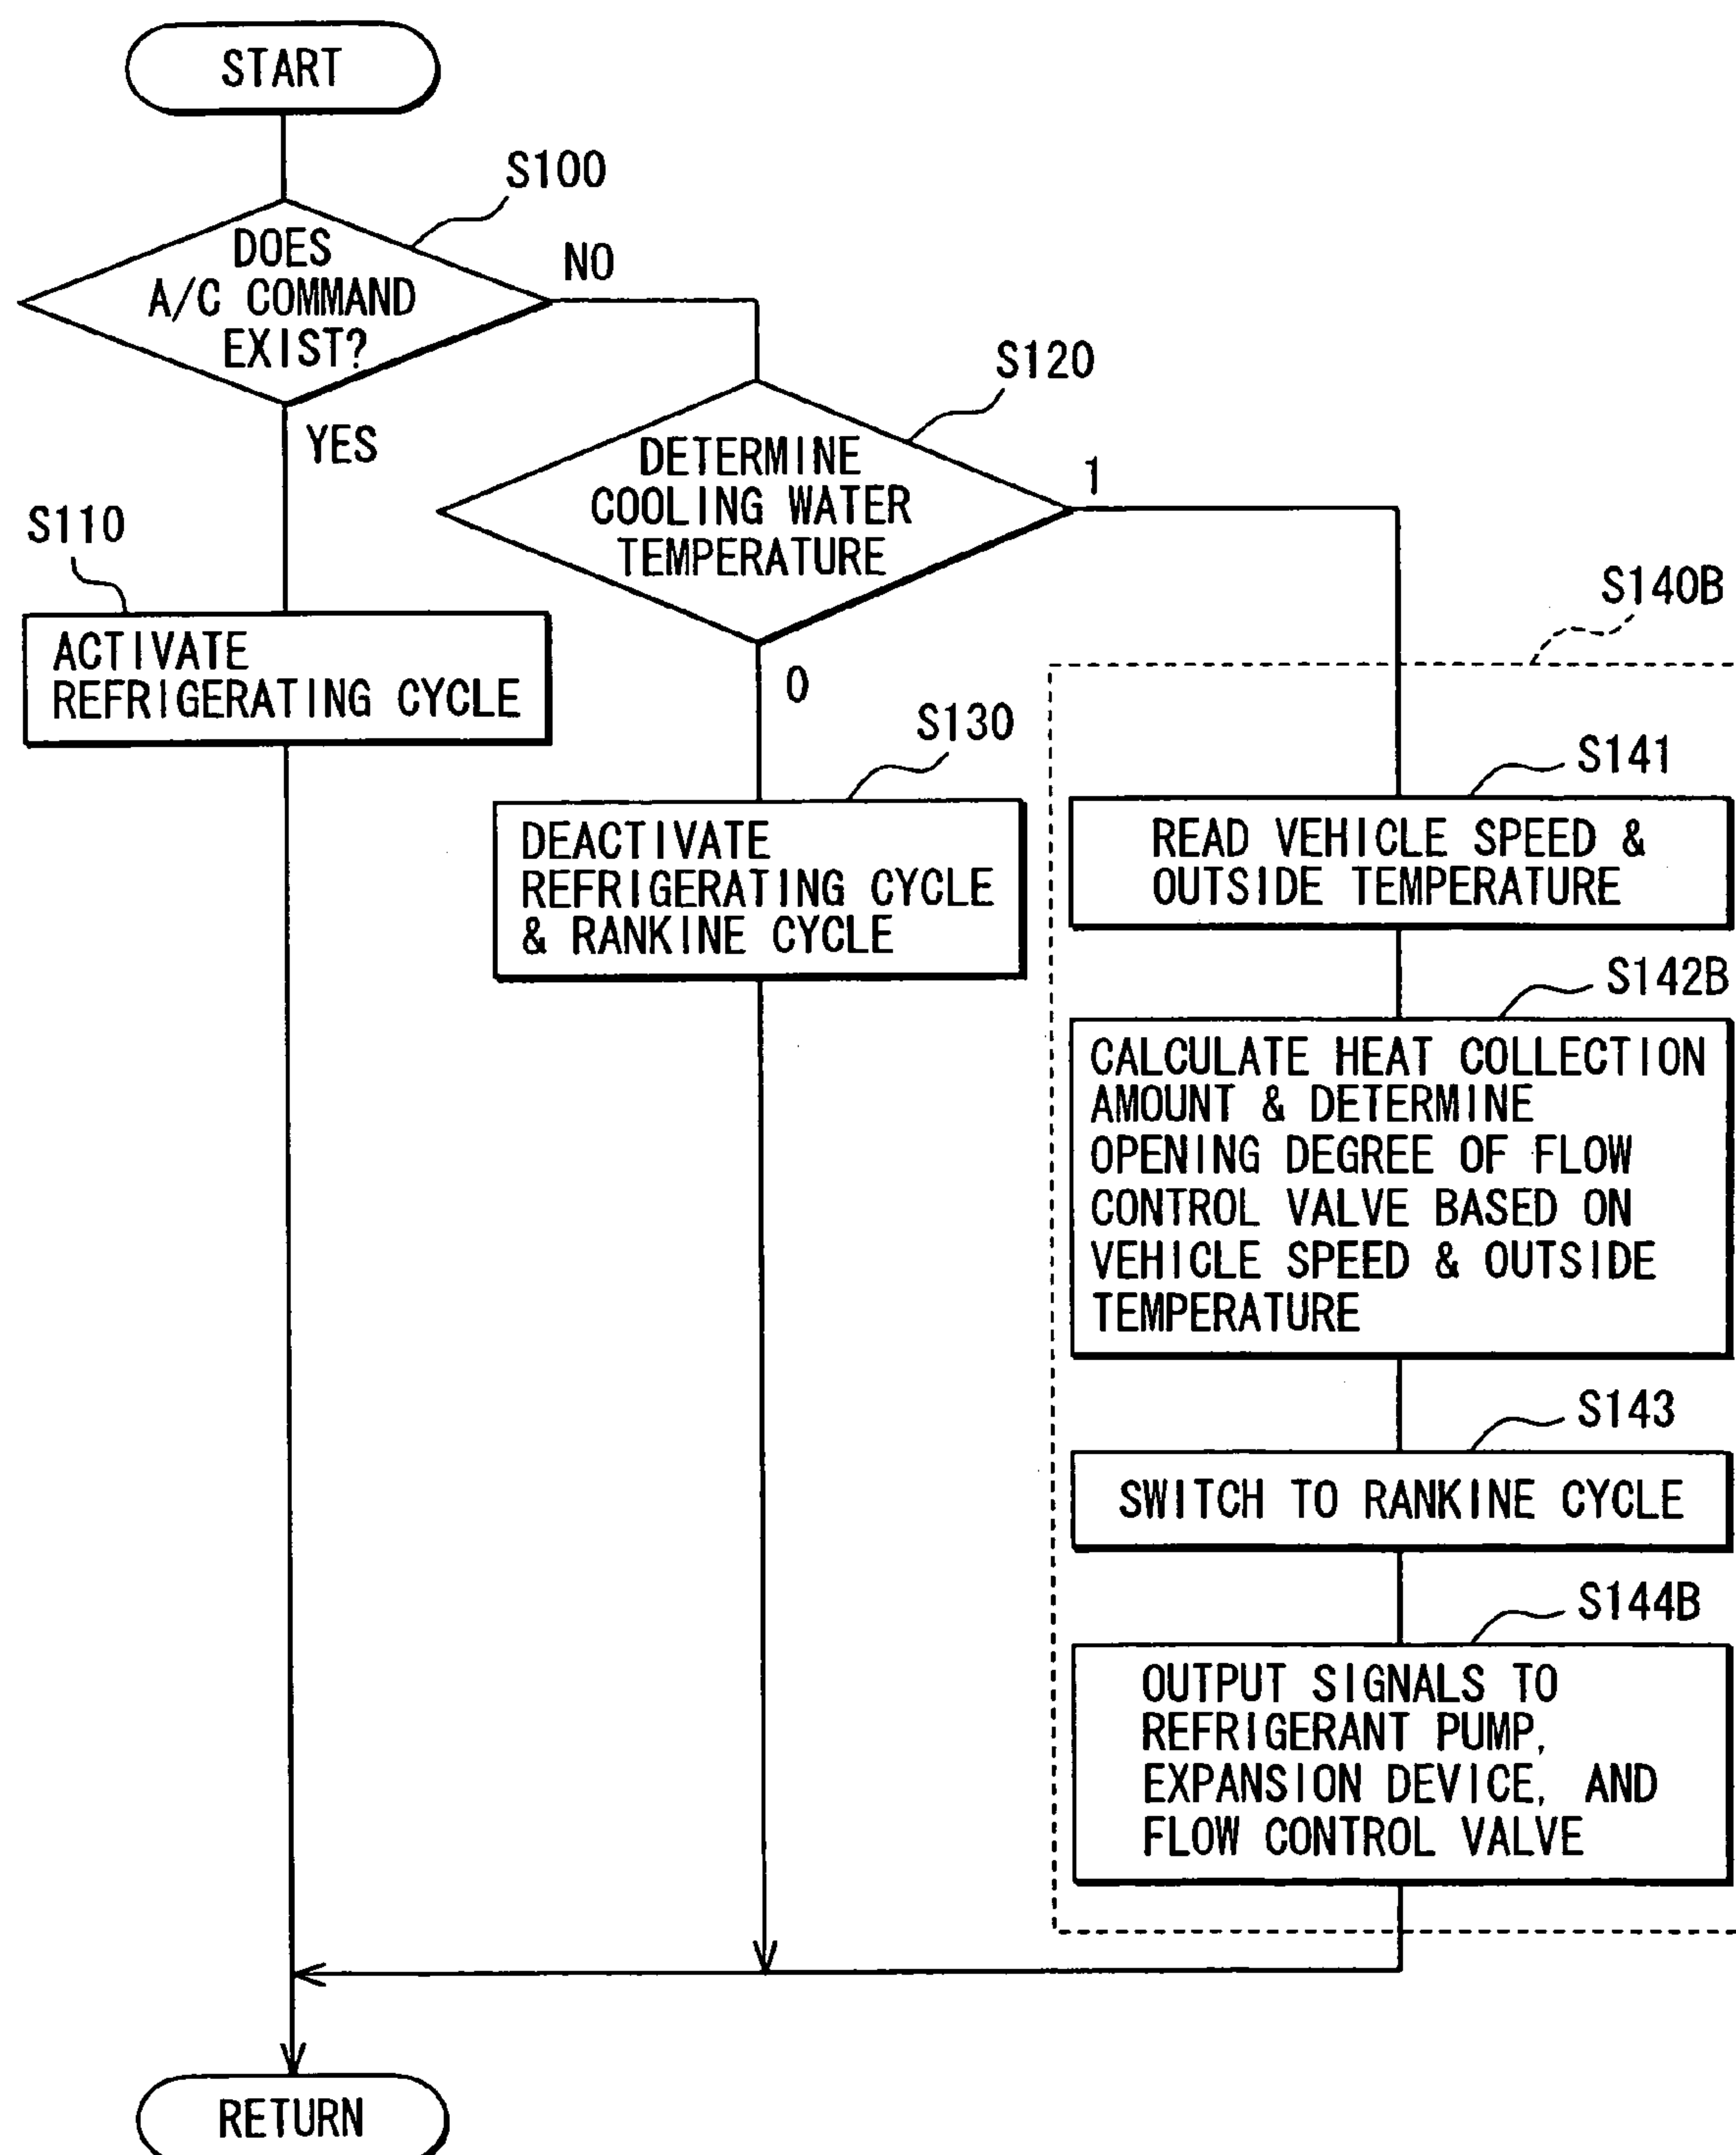 START
S100
DOES
A/C COMMAND
EXIST?
NO
YES
S120
DETERMINE
COOLING WATER
TEMPERATURE
1
0
S110
ACTIVATE
REFRIGERATING CYCLE
S130
DEACTIVATE
REFRIGERATING CYCLE
& RANKINE CYCLE
S140B
S141
READ VEHICLE SPEED &
OUTSIDE TEMPERATURE
S142B
CALCULATE HEAT COLLECTION
AMOUNT & DETERMINE
OPENING DEGREE OF FLOW
CONTROL VALVE BASED ON
VEHICLE SPEED & OUTSIDE
TEMPERATURE
S143
SWITCH TO RANKINE CYCLE
S144B
OUTPUT SIGNALS TO
REFRIGERANT PUMP,
EXPANSION DEVICE, AND
FLOW CONTROL VALVE
RETURN